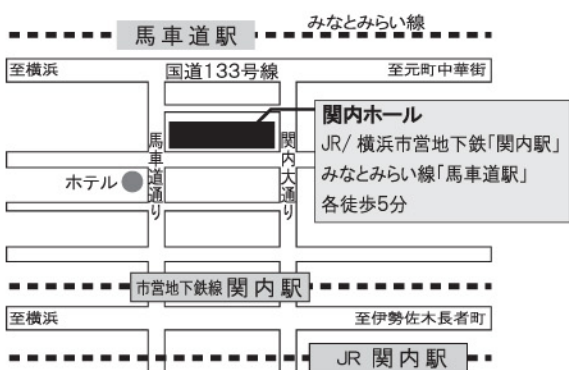 みなとみらい線
馬車道駅
至横浜
国道133号線
至元町中華街
関内ホール
JR/横浜市営地下鉄「関内駅」
みなとみらい線「馬車道駅」
各徒歩5分
馬車道通り
関内大通り
ホテル
市営地下鉄線 関内駅
至横浜
至伊勢佐木長者町
JR 関内駅